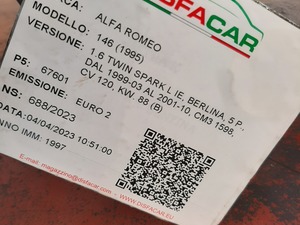 RCA: ALFA ROMEO
DISFACAR
MODELLO: 146 (1995)
VERSIONE: 1.6 TWIN SPARK L IE, BERLINA, 5 P.,
DAL 1999-03 AL 2001-10, CM3 1598,
CV 120, KW. 88 (B)
P5: 67601
EMISSIONE: EURO 2
NS: 688/2023
DATA: 04/04/2023 10:51:00
ANNO IMM: 1997
E-mail: magazzino@disfacar.com
WWW.DISFACAR.EU